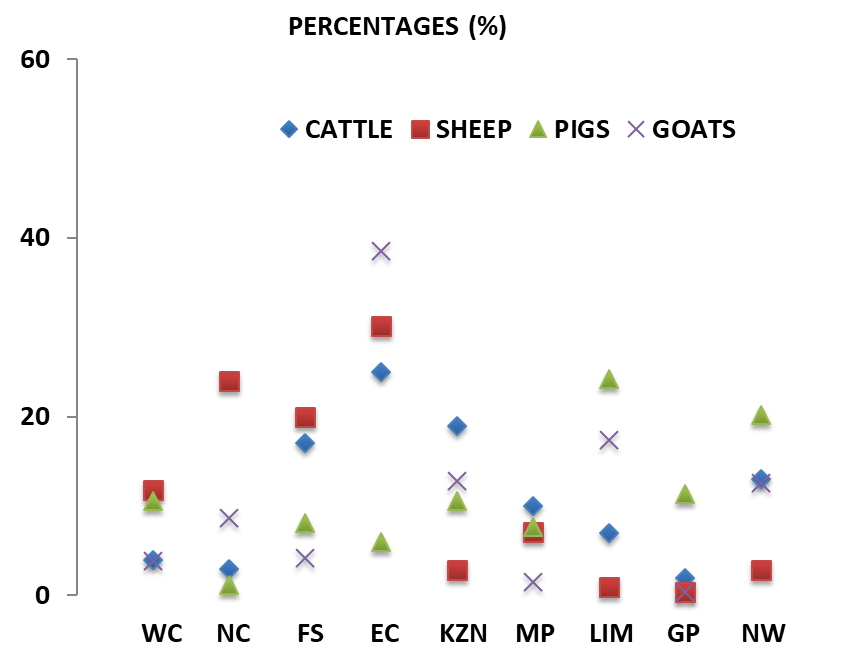 PERCENTAGES (%)
60
CATTLE SHEEP PIGS GOATS
40
20
0
WC NC FS EC KZN MP LIM GP NW